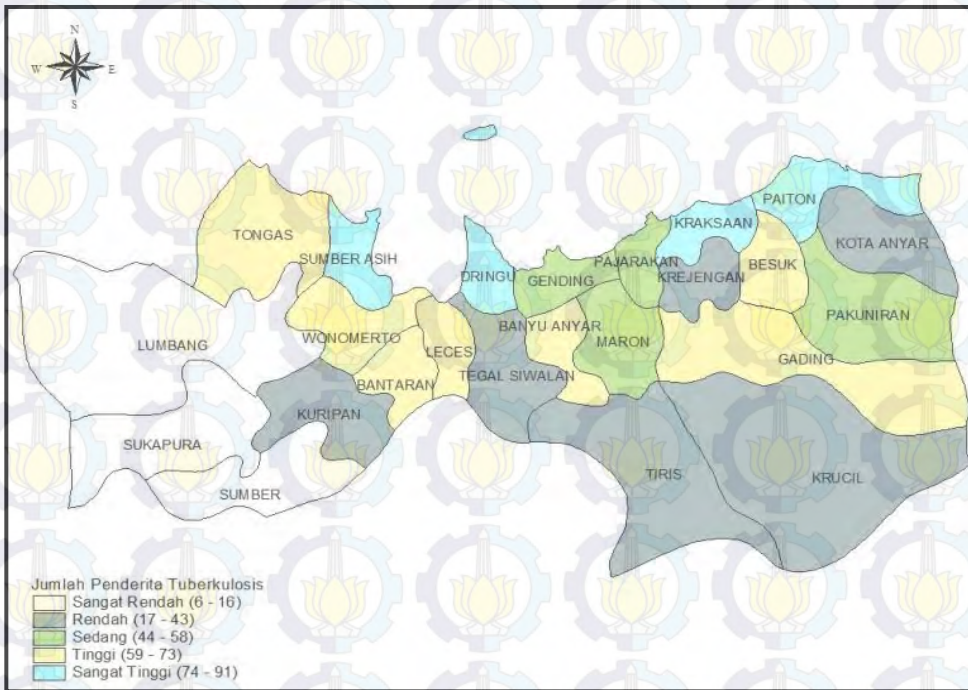 N
W E
S
TONGAS
SUMBER ASIH
LUMBANG
WONOMERTO
LECES
BANTARAN
KURIPAN
SUKAPURA
SUMBER
DRINGU
GENDING
PAJARAKAN
KRAKSAAN
PAITON
KREJENGAN
BESUK
KOTA ANYAR
BANYU ANYAR
MARON
PAKUNIRAN
TEGAL SIWALAN
GADING
TIRIS
KRUCIL
Jumlah Penderita Tuberkulosis
Sangat Rendah (6 - 16)
Rendah (17 - 43)
Sedang (44 - 58)
Tinggi (59 - 73)
Sangat Tinggi (74 - 91)